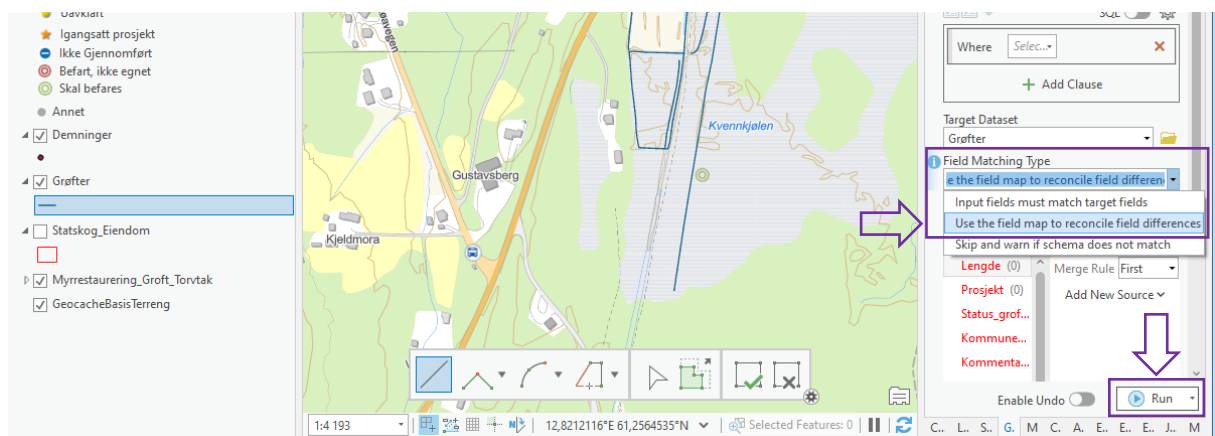 Uavklart
Igangsatt prosjekt
Ikke Gjennomført
Befart, ikke egnet
Skal befares
Annet
Demninger
Grøfter
Statskog_Eiendom
Myrrestaurering_Groft_Torvtak
GeocacheBasisTerreng
Kvennkjølen
Gustavsberg
Kjeldmora
1:4 193
12,8212116°E 61,2564535°N
Selected Features: 0
SQL
Where
Selec...
Add Clause
Target Dataset
Grøfter
Field Matching Type
e the field map to reconcile field differen
Input fields must match target fields
Use the field map to reconcile field differences
Skip and warn if schema does not match
Lengde (0)
Merge Rule First
Prosjekt (0)
Add New Source
Status_grof...
Kommune...
Kommenta...
Enable Undo
Run
C... L... S... G. M C. A. E.. E.. E.. J.. M